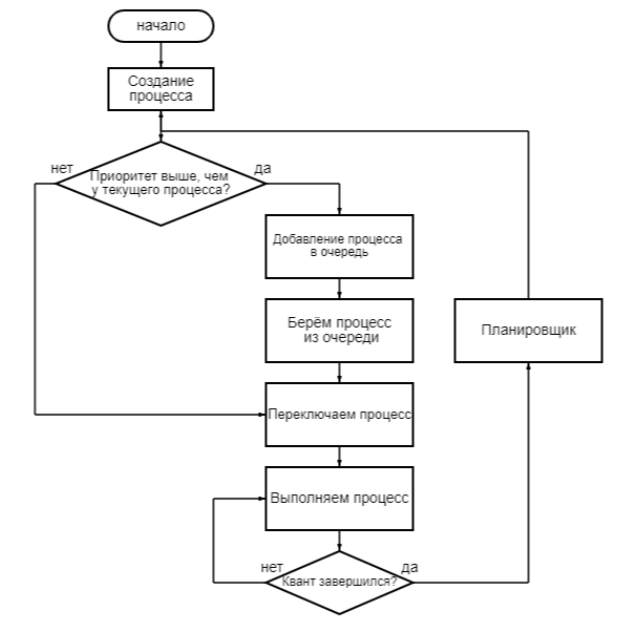 начало
Создание
процесса
нет
да
Приоритет выше, чем
у текущего процесса?
Добавление процесса
в очередь
Берём процесс
из очереди
Планировщик
Переключаем процесс
Выполняем процесс
нет
да
Квант завершился?